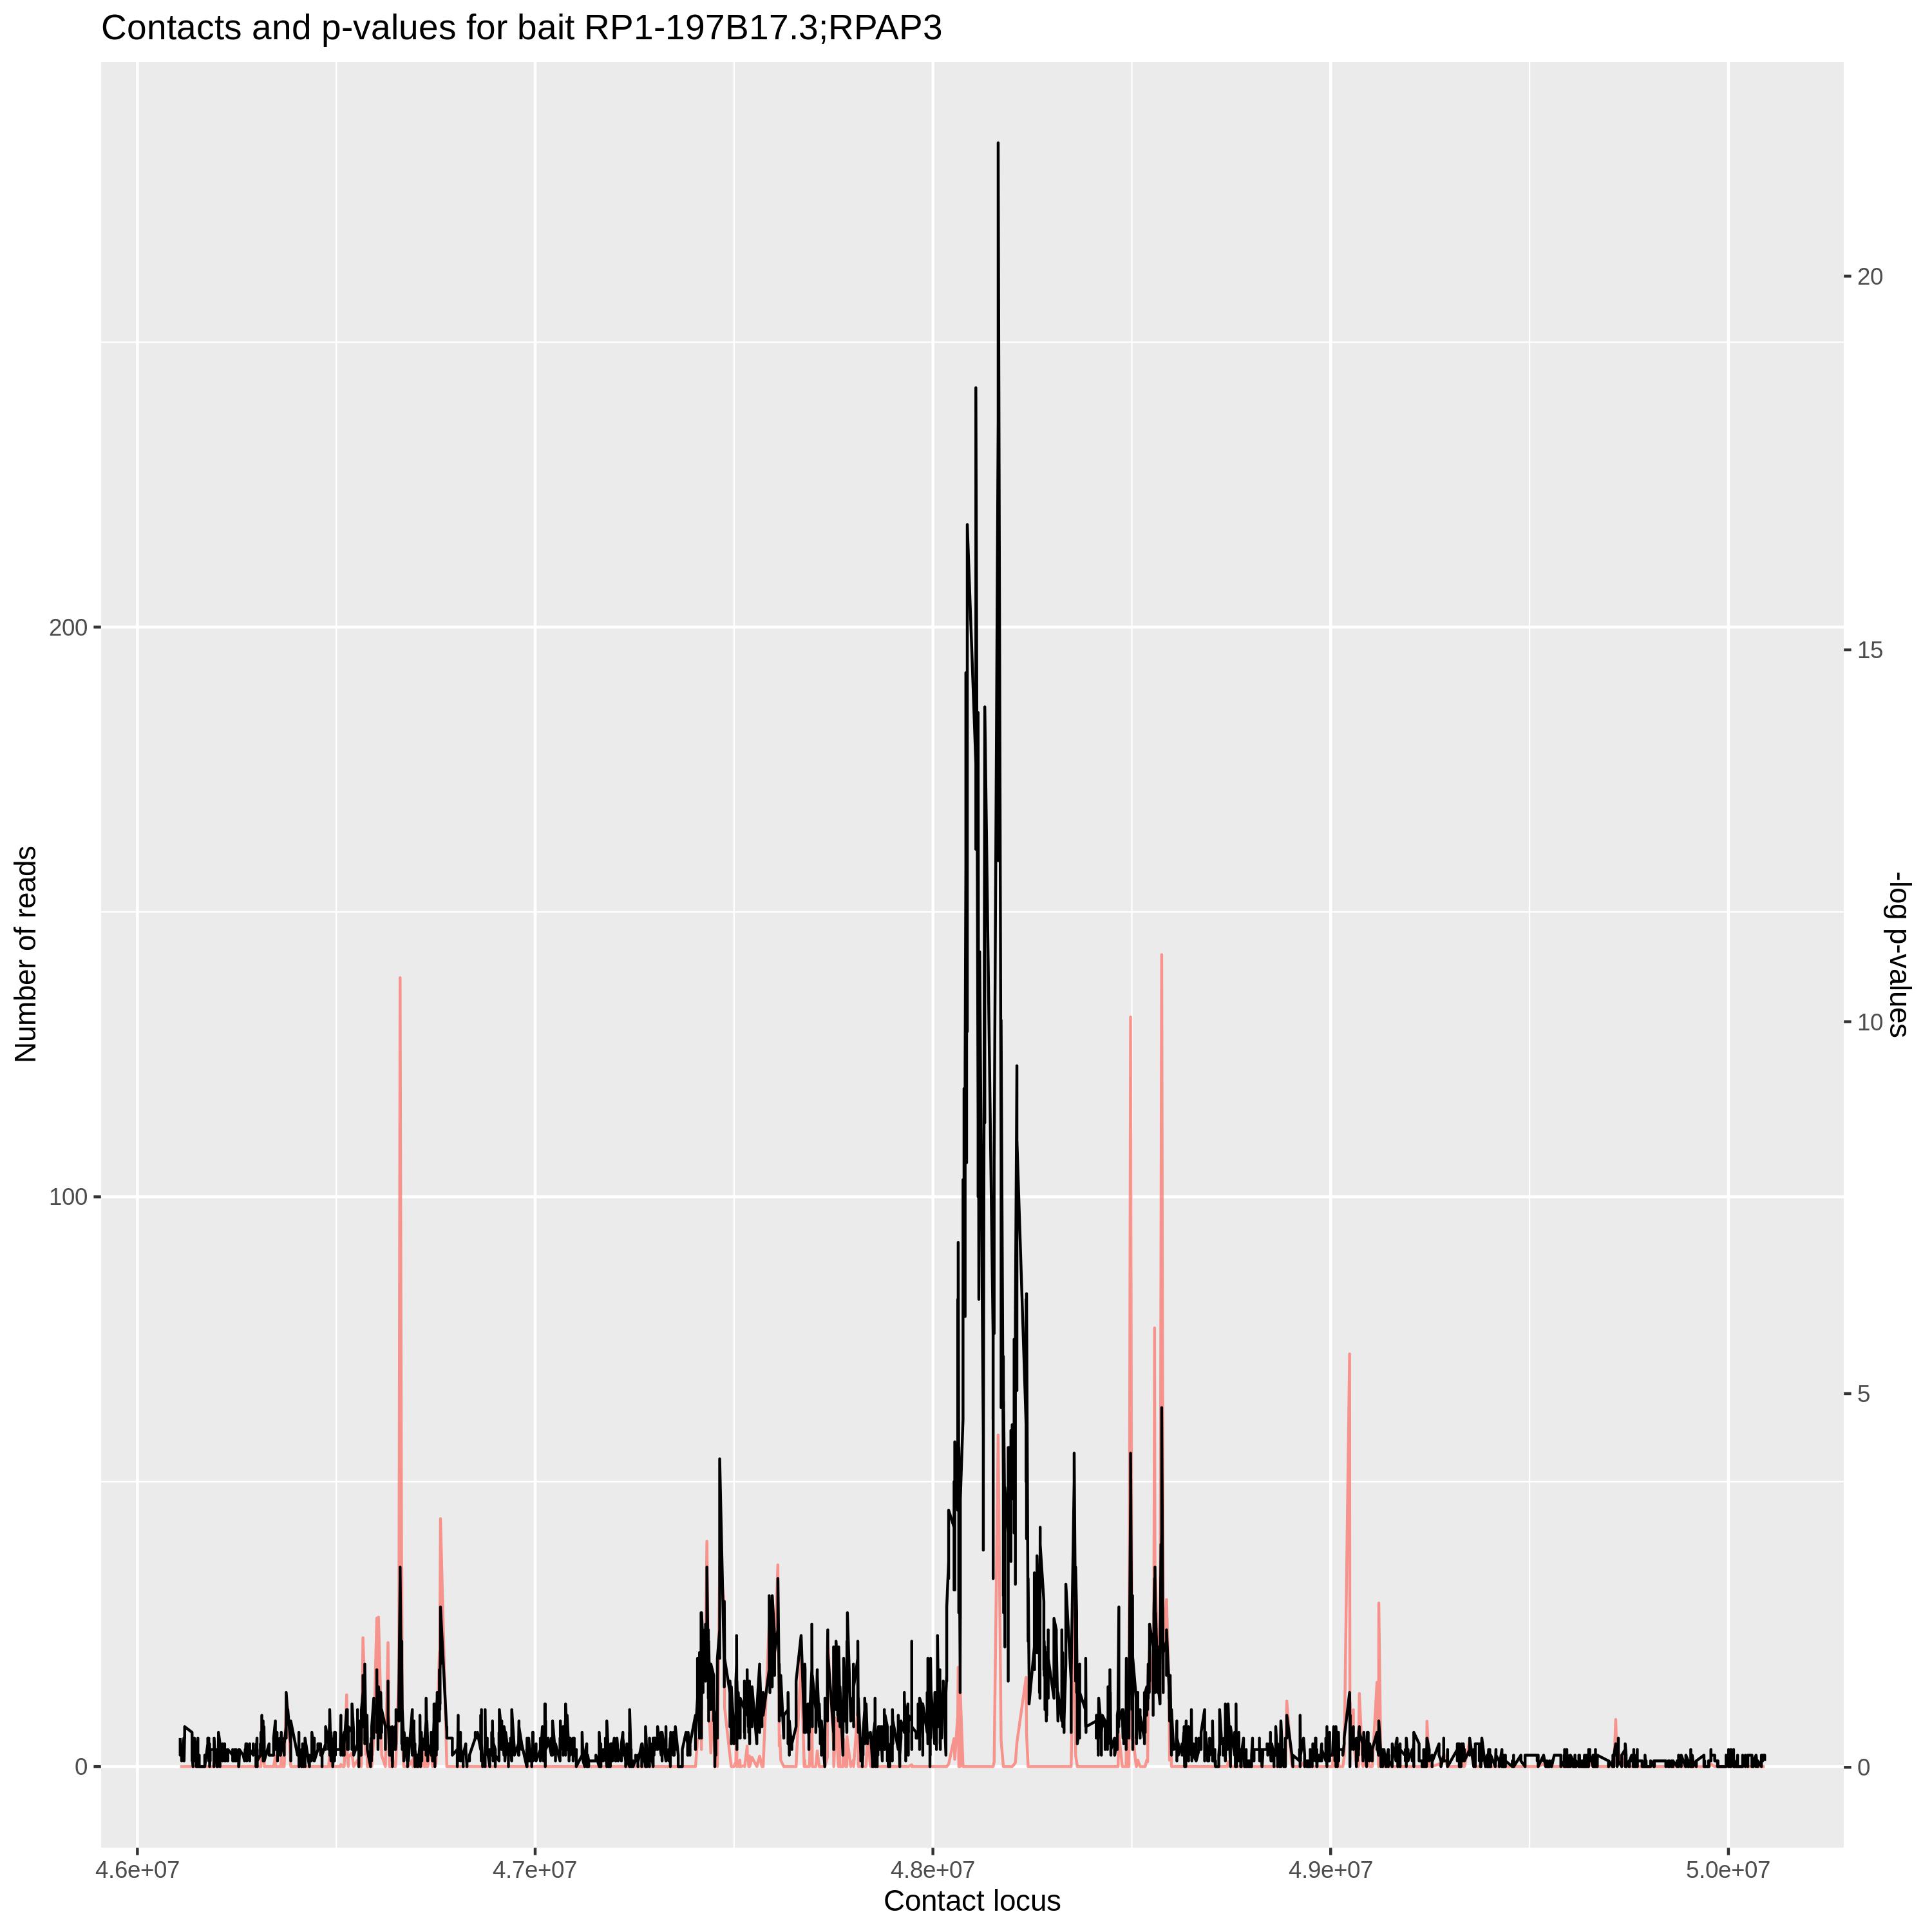 Contacts and p-values for bait RP1-197B17.3;RPAP3
Number of reads
200
100
0
20
15
10
5
0
-log p-values
4.6e+07
4.7e+07
4.8e+07
4.9e+07
5.0e+07
Contact locus